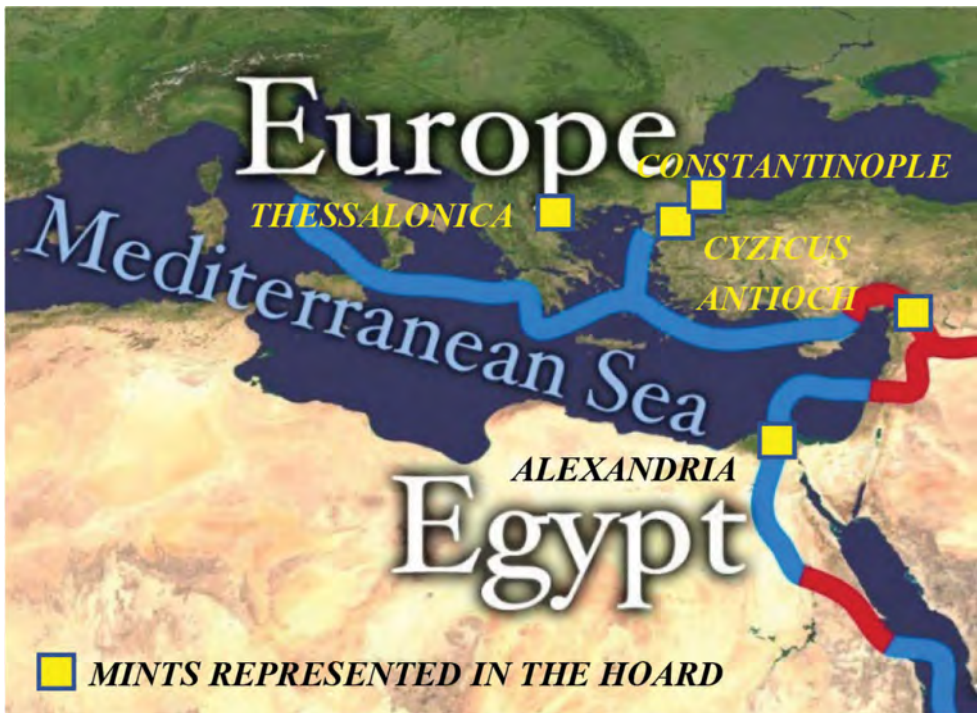 Europe
CONSTANTINOPLE
THESSALONICA
CYZICUS
ANTIOCH
Mediterranean Sea
ALEXANDRIA
Egypt
MINTS REPRESENTED IN THE HOARD